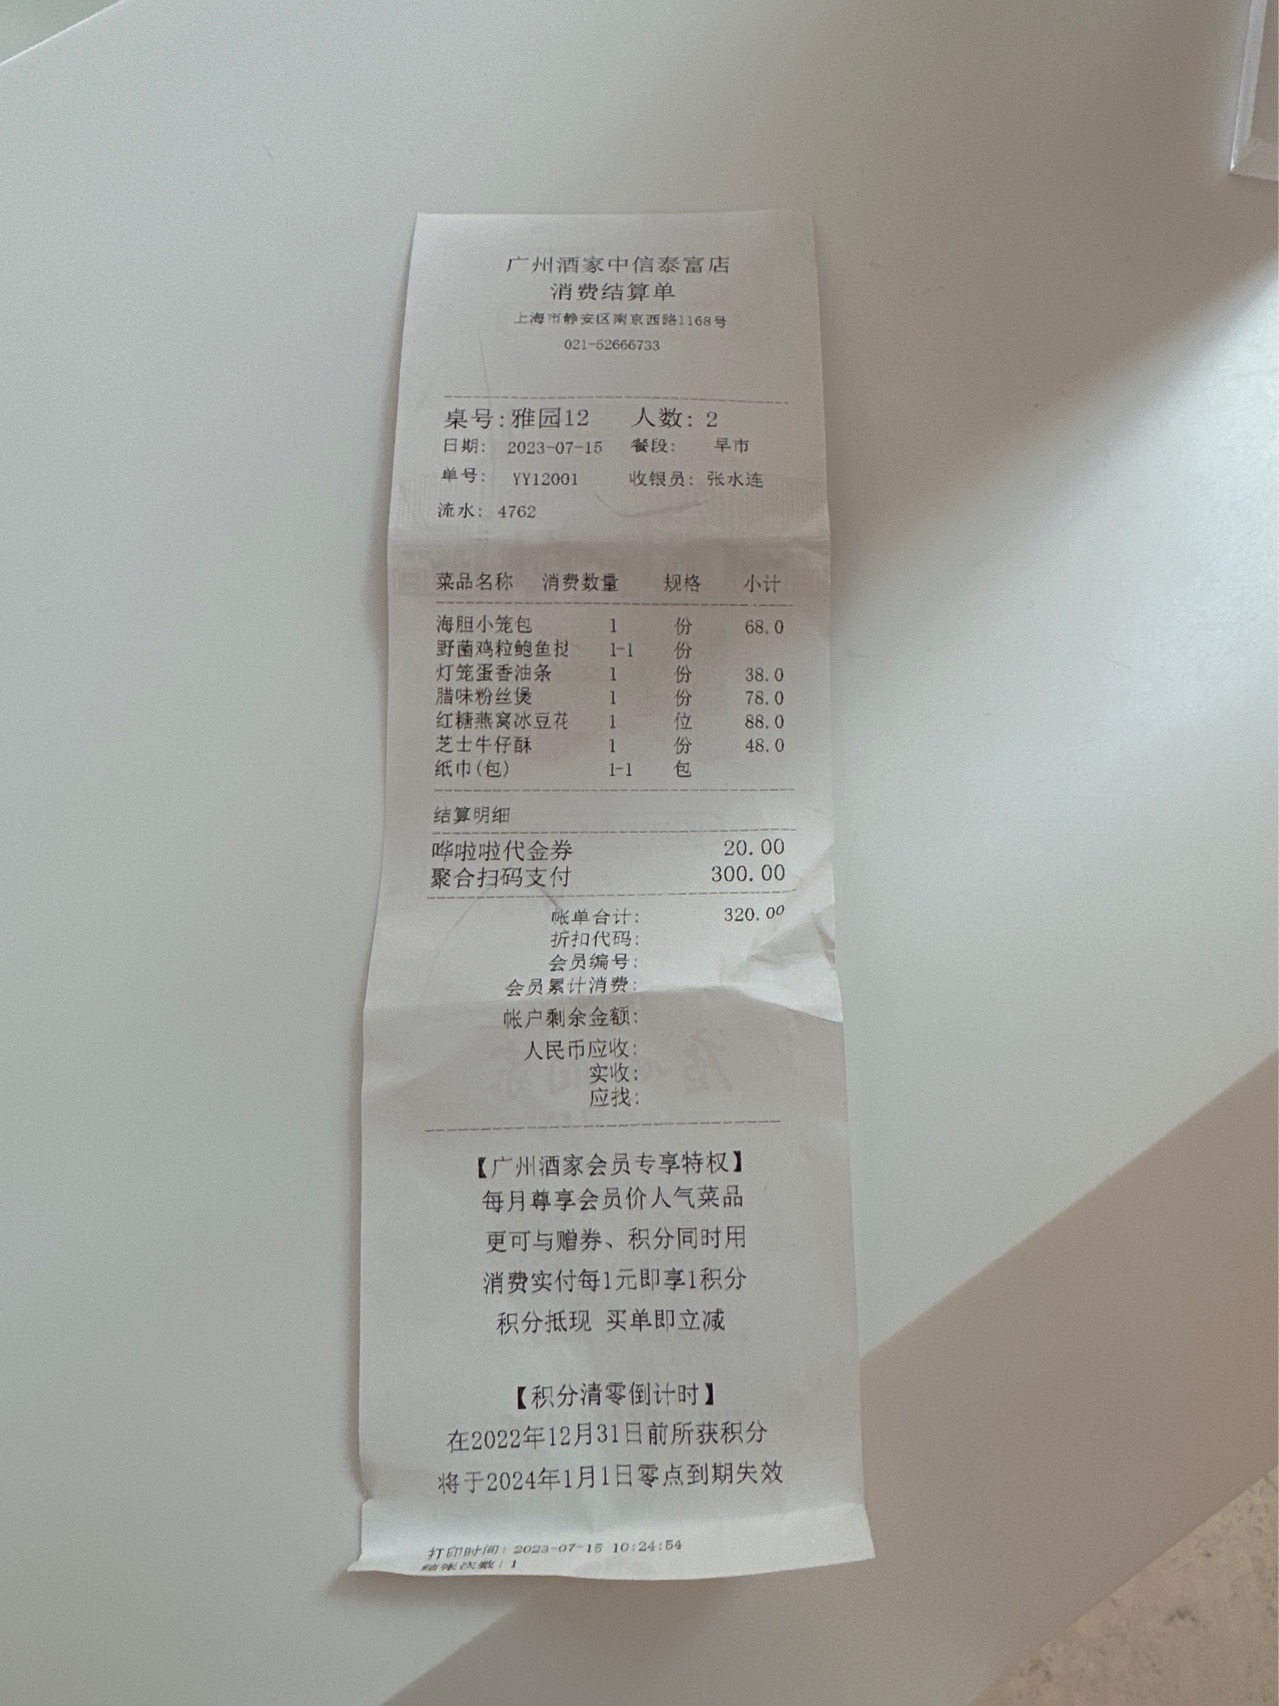 广州酒家中信泰富店
消费结算单
上海市静安区南京西路1168号
021-52666733
桌号:雅园12 人数: 2
日期: 2023-07-15 餐段: 早市
单号: YY12001 收银员: 张水连
流水: 4762
菜品名称 消费数量 规格 小计
海胆小笼包 1 份 68.0
野菌鸡粒鲍鱼挞 1-1 份
灯笼蛋香油条 1 份 38.0
腊味粉丝煲 1 份 78.0
红糖燕窝冰豆花 1 位 88.0
芝士牛仔酥 1 份 48.0
纸巾(包) 1-1 包
结算明细
哗啦啦代金券 20.00
聚合扫码支付 300.00
帐单合计: 320.00
折扣代码:
会员编号:
会员累计消费:
帐户剩余金额:
人民币应收:
实收:
应找:
【广州酒家会员专享特权】
每月尊享会员价人气菜品
更可与赠券、积分同时用
消费实付每1元即享1积分
积分抵现 买单即立减
【积分清零倒计时】
在2022年12月31日前所获积分
将于2024年1月1日零点到期失效
打印时间: 2023-07-15 10:24:54
结帐次数: 1